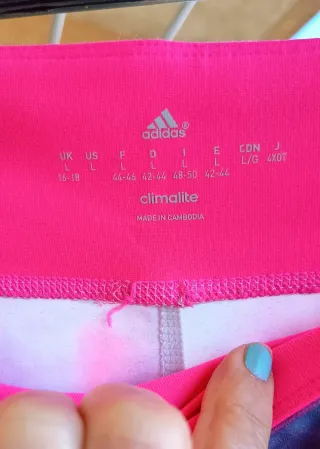 adidas
UK US F D I E CDN J
L L L L L L L/G 4XOT
16-18 44-46 42-44 48-50 42-44
climalite
MADE IN CAMBODIA